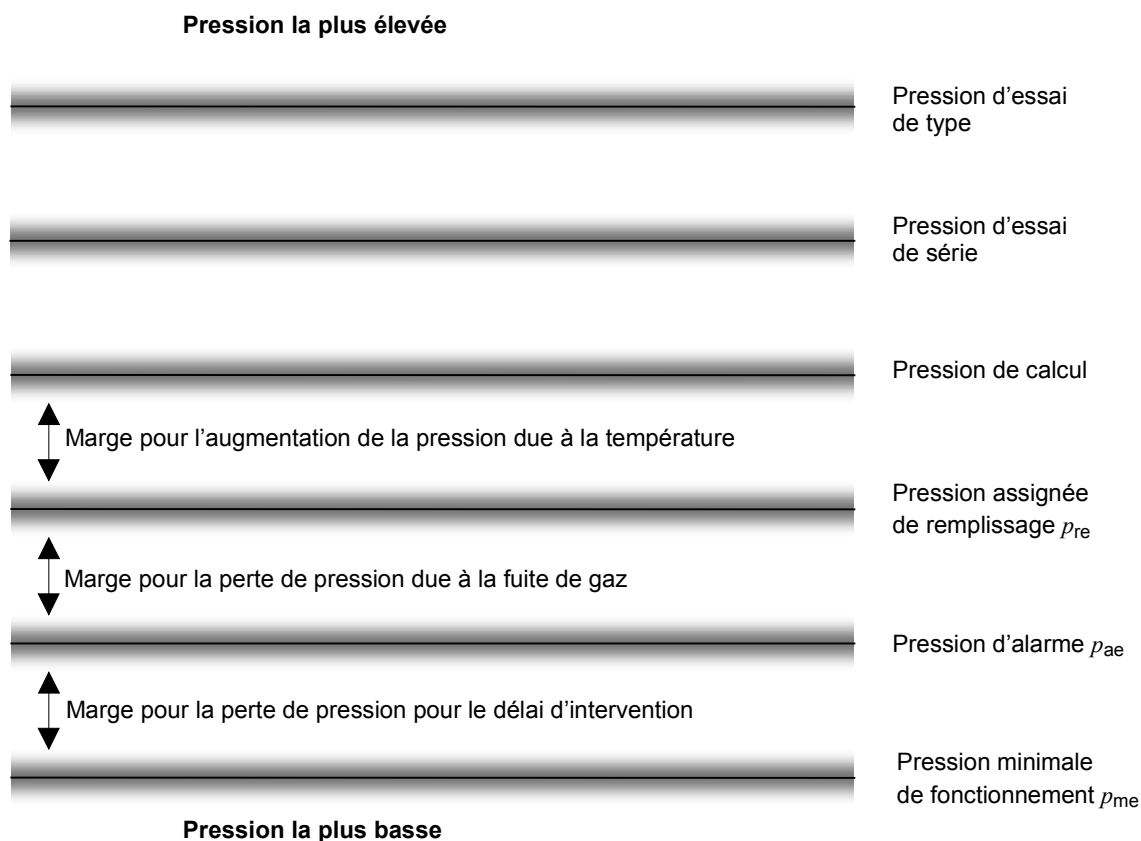 Pression la plus élevée
Pression d’essai
de type
Pression d’essai
de série
Pression de calcul
Marge pour l’augmentation de la pression due à la température
Pression assignée
de remplissage pre
Marge pour la perte de pression due à la fuite de gaz
Pression d’alarme pae
Marge pour la perte de pression pour le délai d’intervention
Pression minimale
de fonctionnement pme
Pression la plus basse